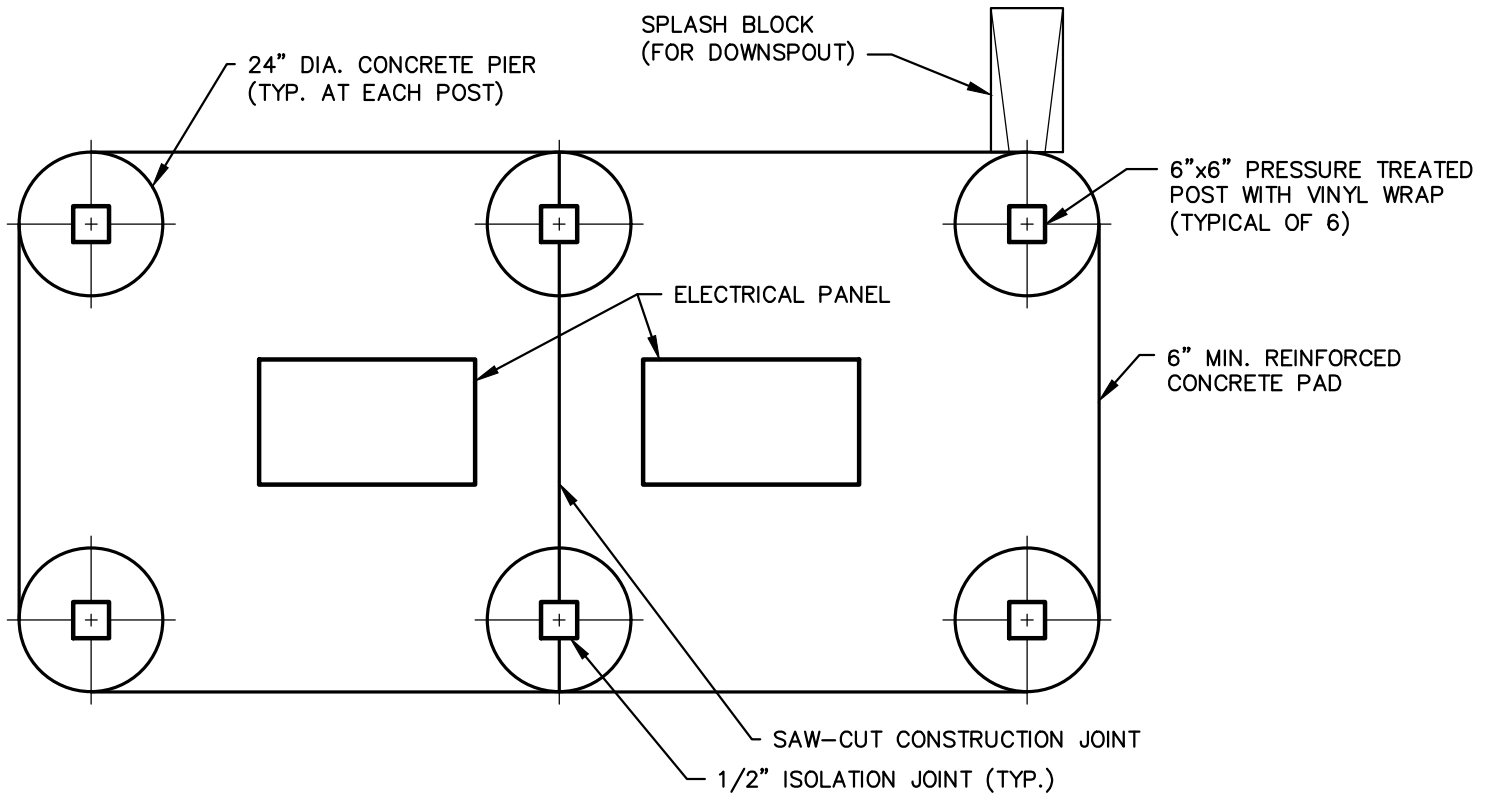 SPLASH BLOCK
(FOR DOWNSPOUT)
24" DIA. CONCRETE PIER
(TYP. AT EACH POST)
6"x6" PRESSURE TREATED
POST WITH VINYL WRAP
(TYPICAL OF 6)
ELECTRICAL PANEL
6" MIN. REINFORCED
CONCRETE PAD
SAW-CUT CONSTRUCTION JOINT
1/2" ISOLATION JOINT (TYP.)